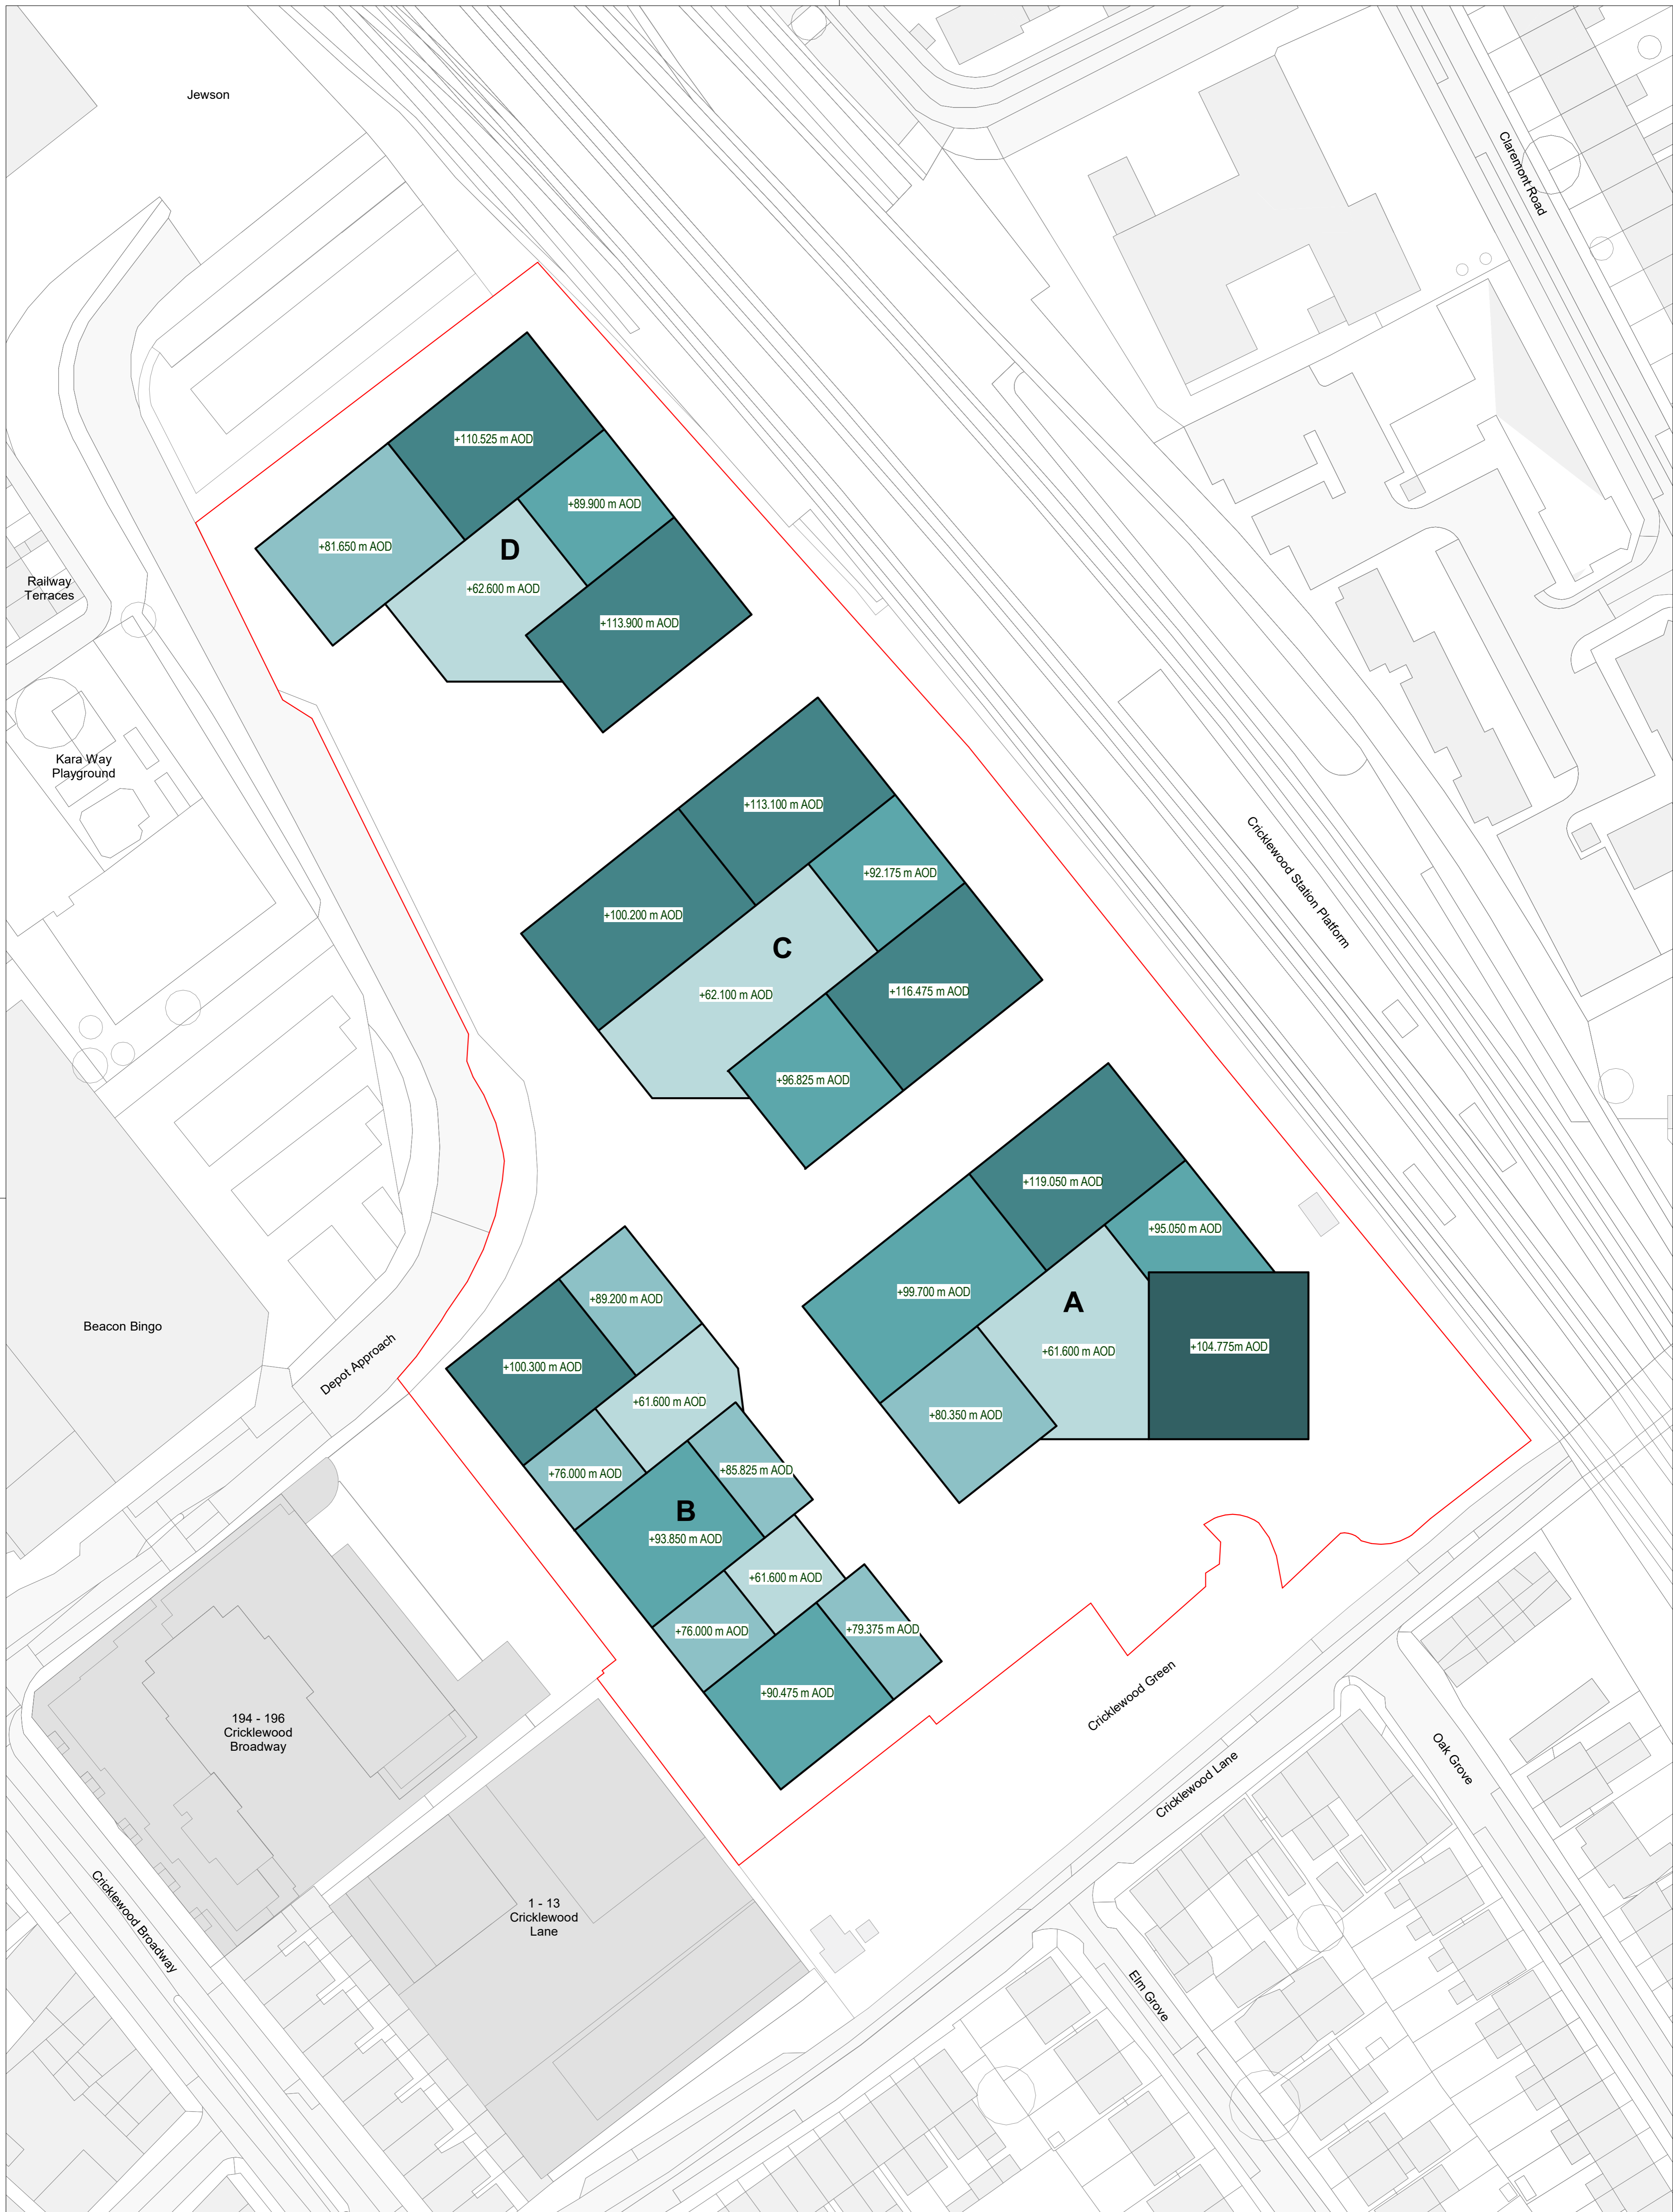 Jewson
Claremont Road
+110.525 m AOD
+89.900 m AOD
+81.650 m AOD
D
+62.600 m AOD
+113.900 m AOD
Railway
Terraces
Kara Way
Playground
+113.100 m AOD
+92.175 m AOD
+100.200 m AOD
C
+62.100 m AOD
+116.475 m AOD
+96.825 m AOD
Cricklewood Station Platform
+119.050 m AOD
+95.050 m AOD
+99.700 m AOD
A
+61.600 m AOD
+104.775m AOD
+80.350 m AOD
Beacon Bingo
Depot Approach
+89.200 m AOD
+100.300 m AOD
+61.600 m AOD
+76.000 m AOD
+85.825 m AOD
B
+93.850 m AOD
+61.600 m AOD
+76.000 m AOD
+79.375 m AOD
+90.475 m AOD
194 - 196
Cricklewood
Broadway
Cricklewood Green
Cricklewood Lane
Oak Grove
Cricklewood Broadway
1 - 13
Cricklewood
Lane
Elm Grove